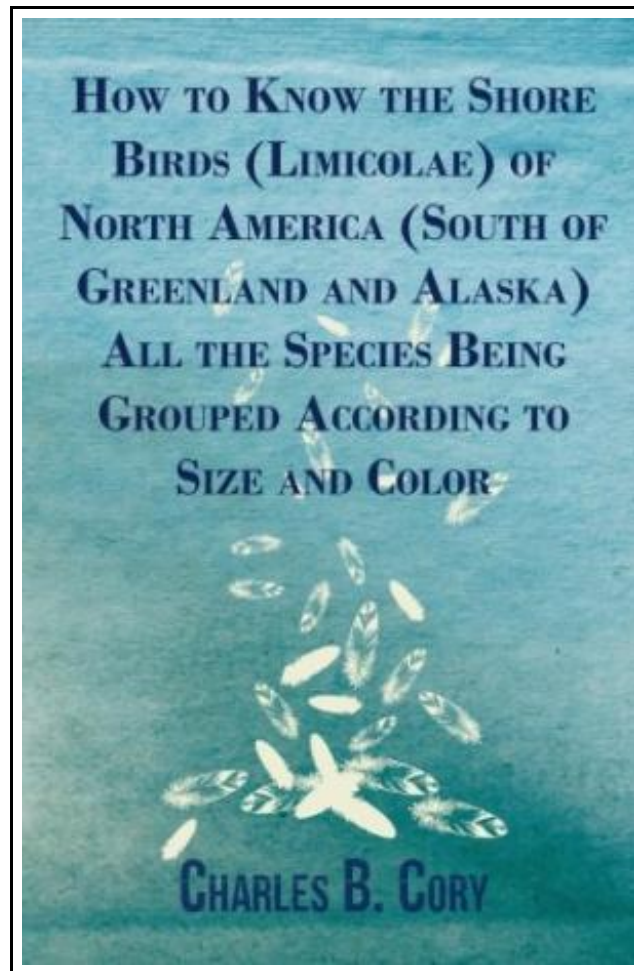 How to Know the Shore
Birds (Limicolae) of
North America (South of
Greenland and Alaska)
All the Species Being
Grouped According to
Size and Color
Charles B. Cory